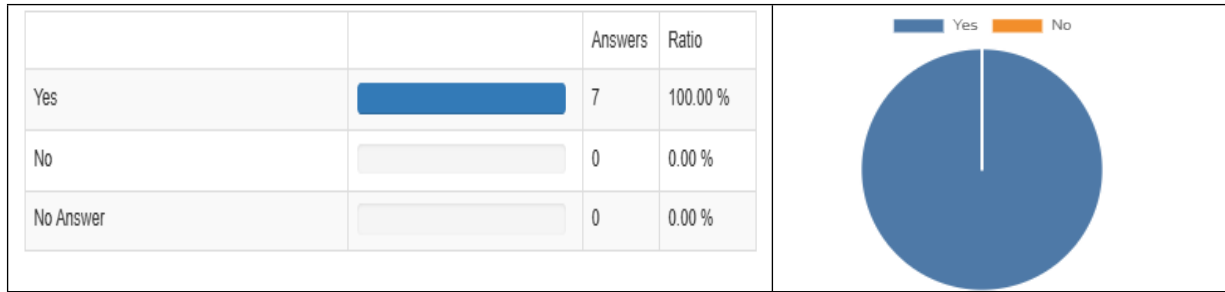 Answers Ratio
Yes 7 100.00 %
No 0 0.00 %
No Answer 0 0.00 %
Yes No